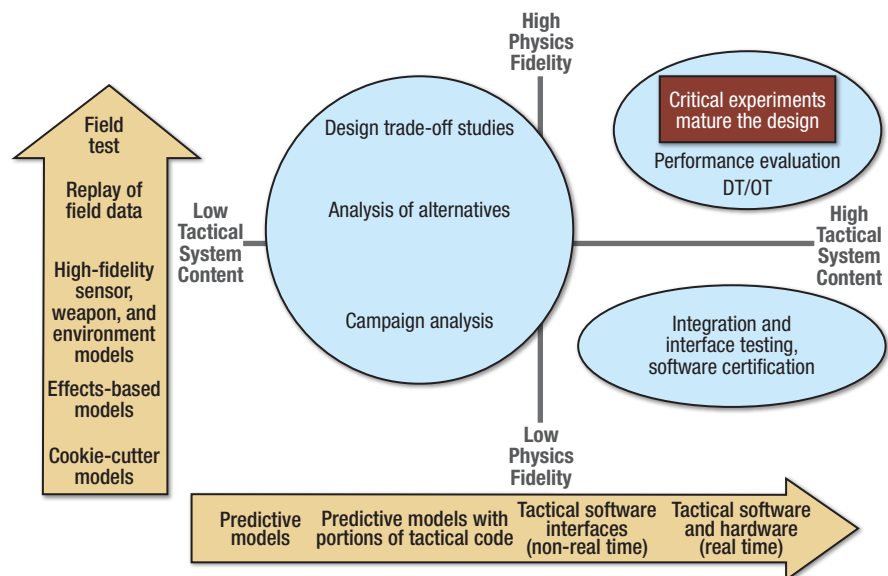 High
Physics
Fidelity
Critical experiments
mature the design
Performance evaluation
DT/OT
Design trade-off studies
Analysis of alternatives
Campaign analysis
Field
test
Replay of
field data
High-fidelity
sensor,
weapon, and
environment
models
Effects-based
models
Cookie-cutter
models
Low
Tactical
System
Content
High
Tactical
System
Content
Integration and
interface testing,
software certification
Low
Physics
Fidelity
Predictive
models
Predictive models with
portions of tactical code
Tactical software
interfaces
(non-real time)
Tactical software
and hardware
(real time)